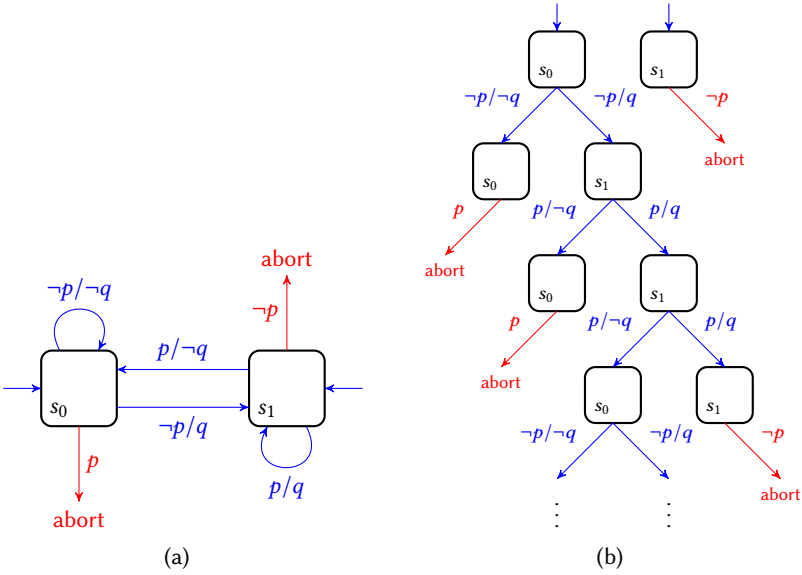 s₀ s₁
¬p/¬q ¬p/q ¬p
abort
s₀ s₁
p p/¬q p/q
abort
s₀ s₁
p p/¬q p/q
abort
s₀ s₁
¬p/¬q ¬p/q ¬p
abort
abort
¬p/¬q ¬p
p/¬q
s₀ s₁
¬p/q
p p/q
abort
(a) (b)